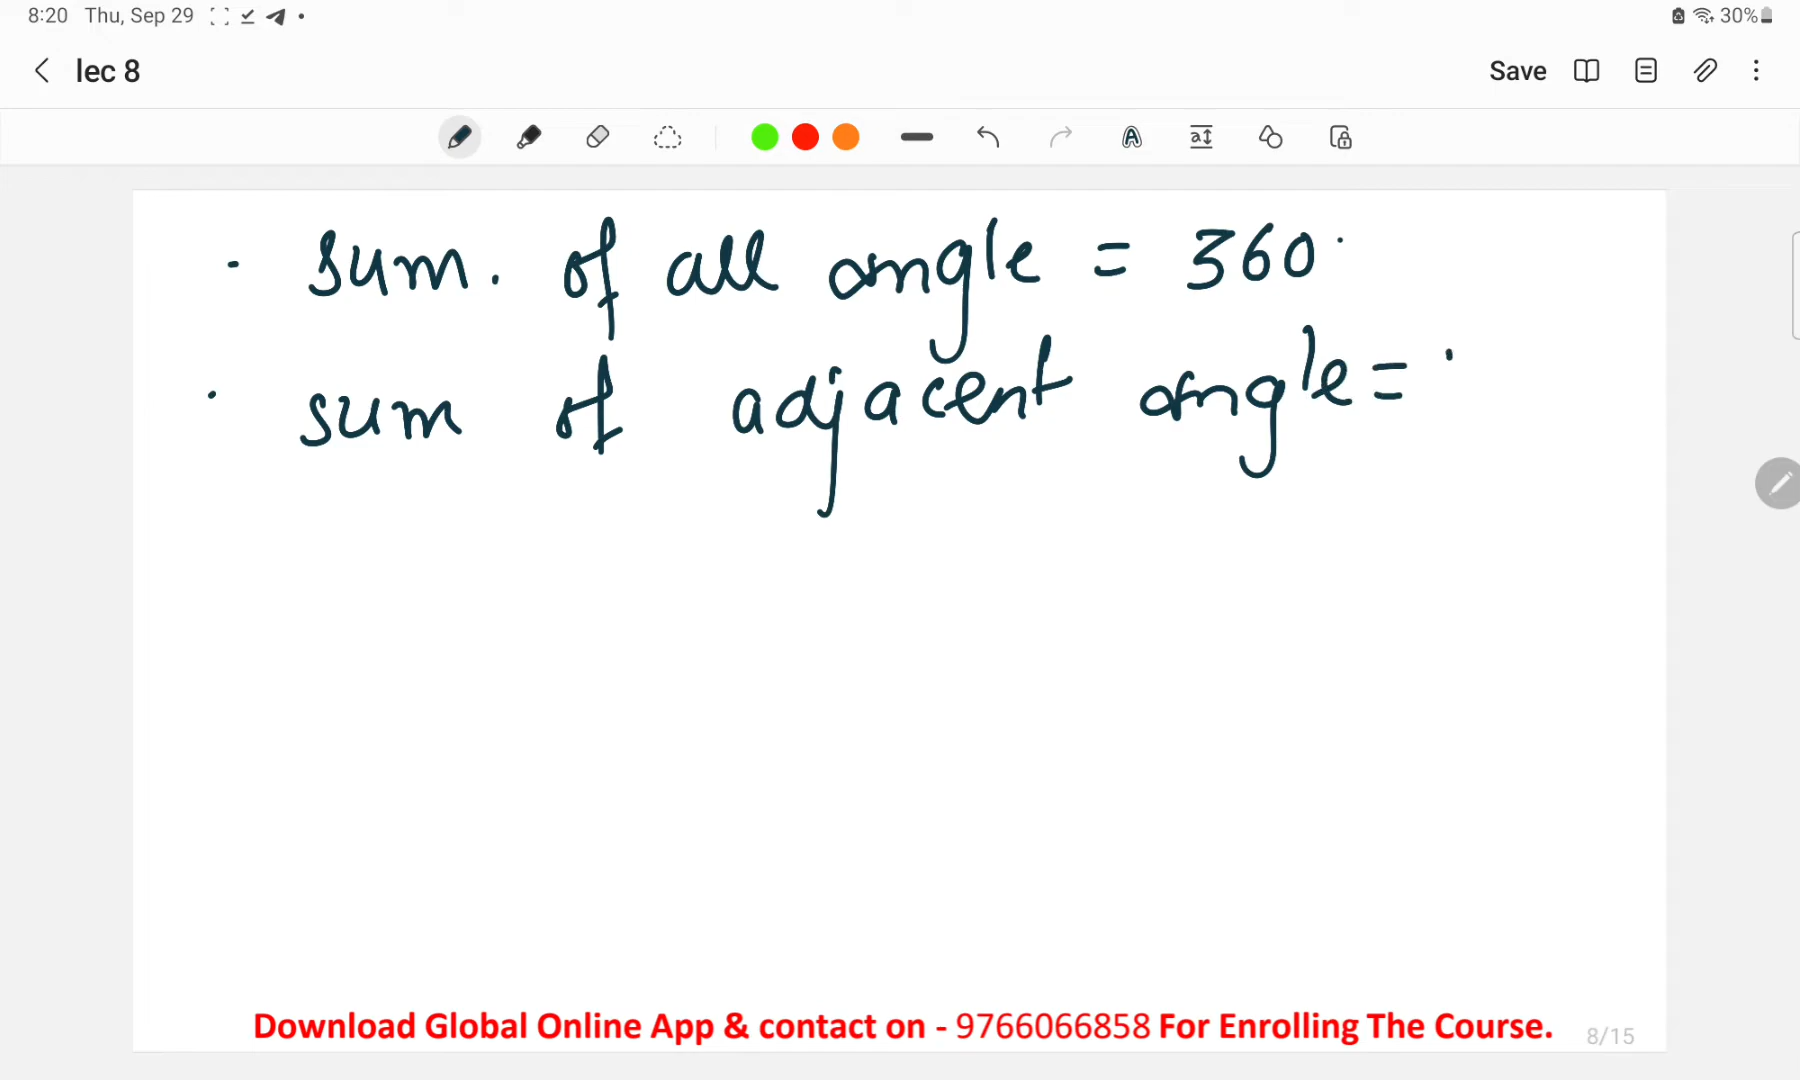 8:20 Thu, Sep 29 30%
lec 8 Save
· sum. of all angle = 360°
· sum of adjacent angle =
Download Global Online App & contact on - 9766066858 For Enrolling The Course.
8/15